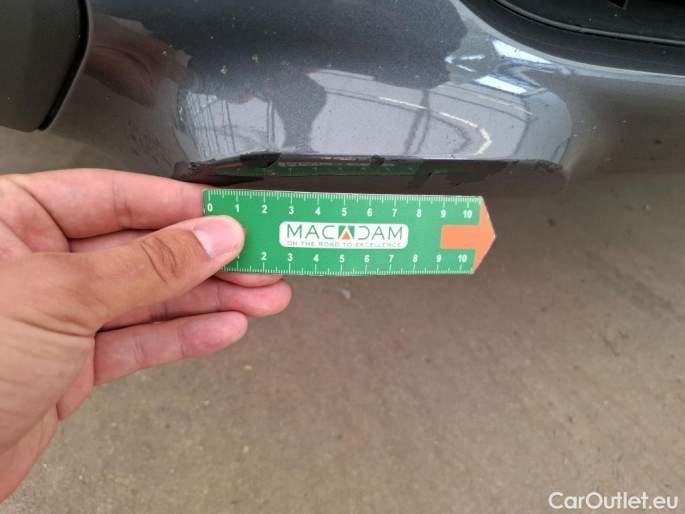 0 1 2 3 4 5 6 7 8 9 10
MACADAM
ON THE ROAD TO EXCELLENCE
1 2 3 4 5 6 7 8 9 10
CarOutlet.eu